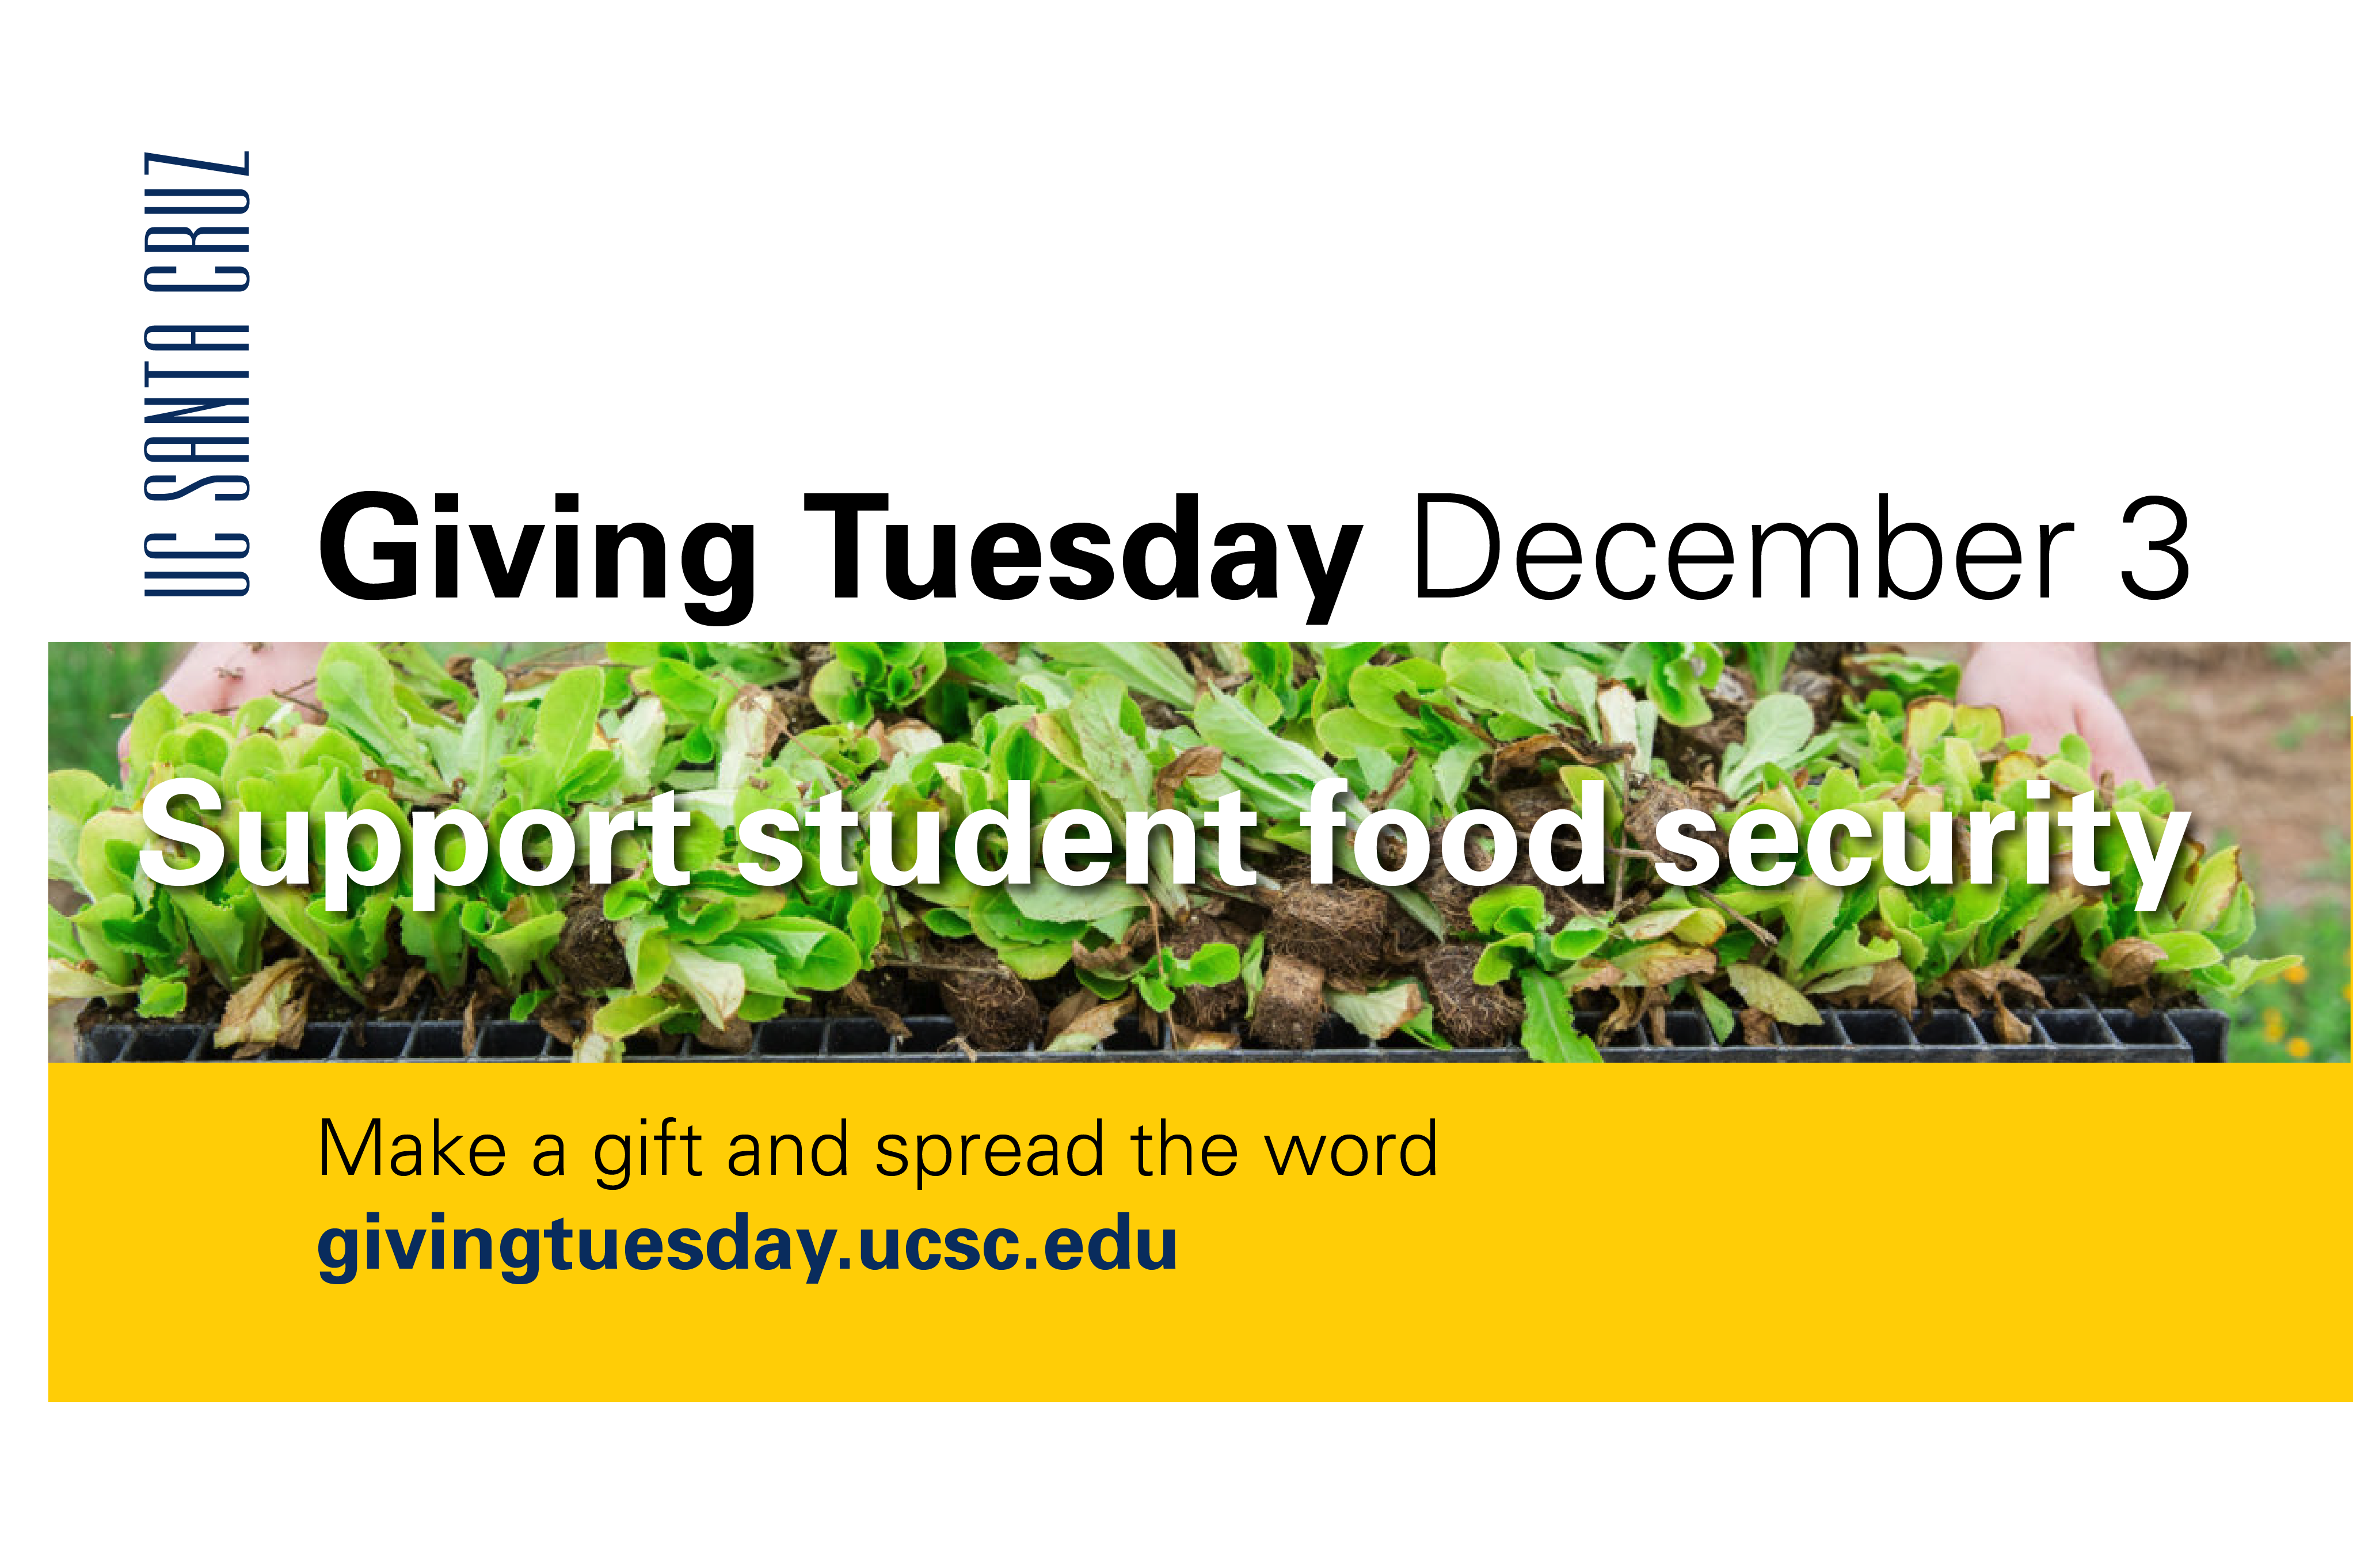 UC SANTA CRUZ
Giving Tuesday December 3
Support student food security
Make a gift and spread the word
givingtuesday.ucsc.edu